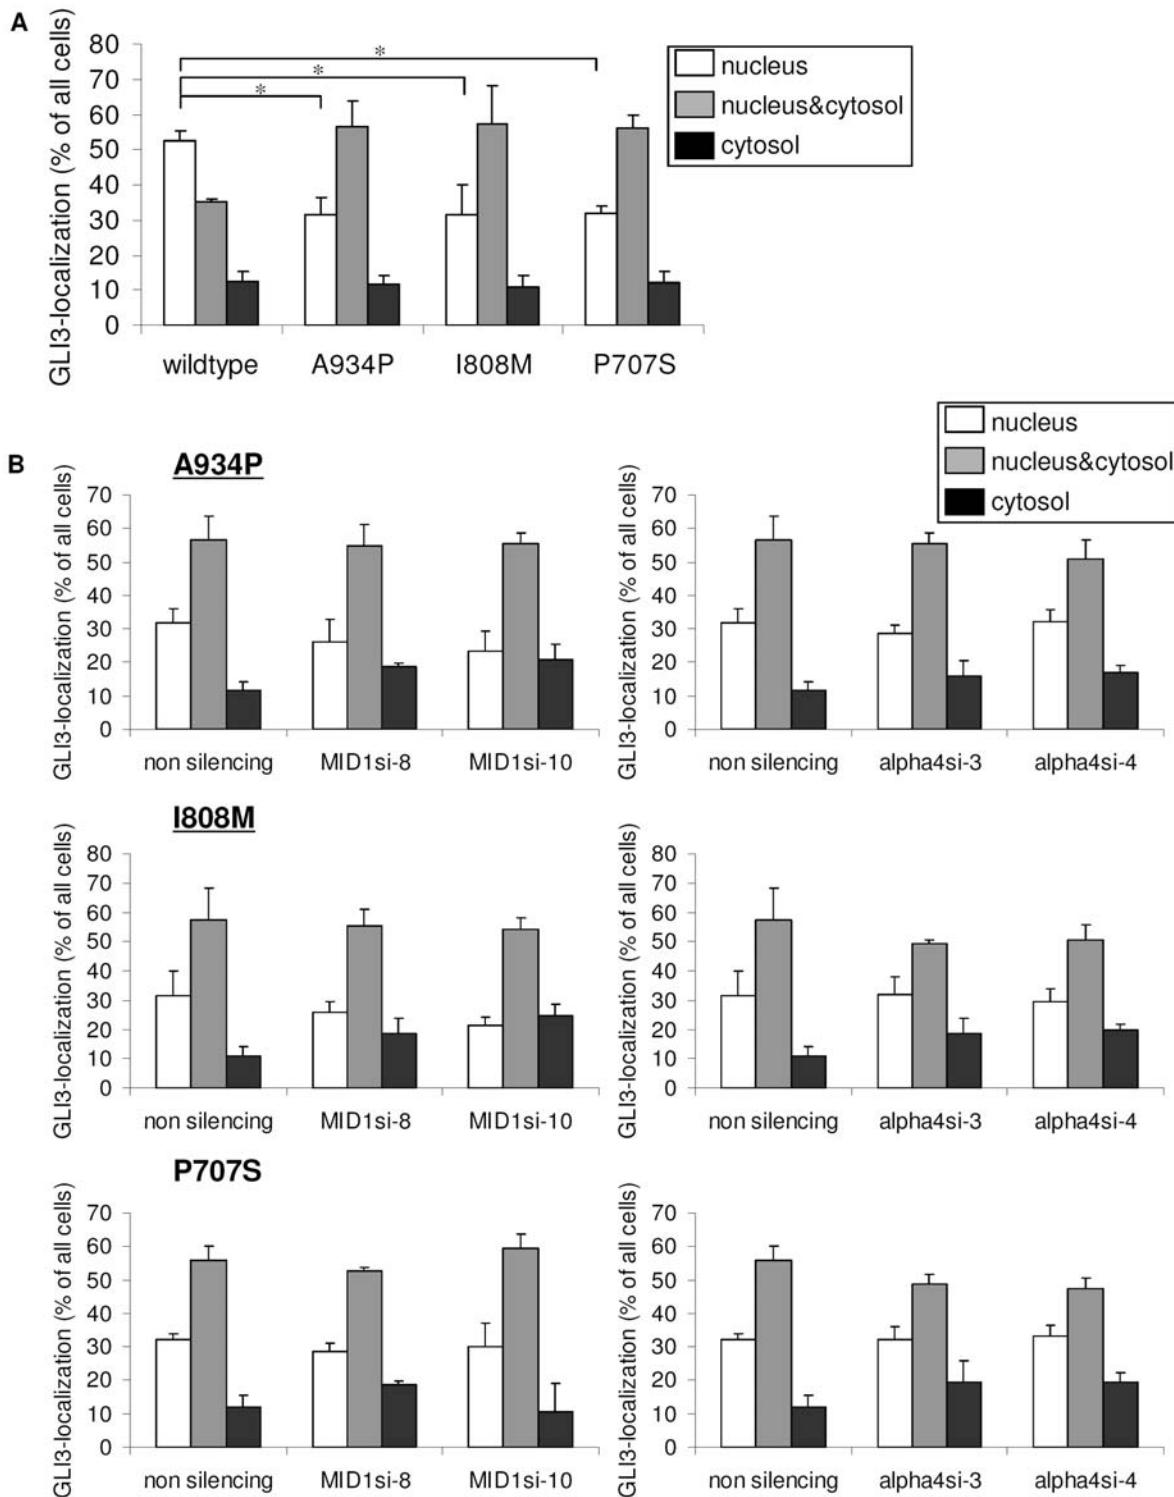 A
GLI3-localization (% of all cells)
80
70
60
50
40
30
20
10
0
*
*
*
wildtype A934P I808M P707S
nucleus
nucleus&cytosol
cytosol
nucleus
nucleus&cytosol
cytosol
B
A934P
GLI3-localization (% of all cells)
70
60
50
40
30
20
10
0
non silencing MID1si-8 MID1si-10
GLI3-localization (% of all cells)
70
60
50
40
30
20
10
0
non silencing alpha4si-3 alpha4si-4
I808M
GLI3-localization (% of all cells)
80
70
60
50
40
30
20
10
0
non silencing MID1si-8 MID1si-10
GLI3-localization (% of all cells)
80
70
60
50
40
30
20
10
0
non silencing alpha4si-3 alpha4si-4
P707S
GLI3-localization (% of all cells)
70
60
50
40
30
20
10
0
non silencing MID1si-8 MID1si-10
GLI3-localization (% of all cells)
70
60
50
40
30
20
10
0
non silencing alpha4si-3 alpha4si-4